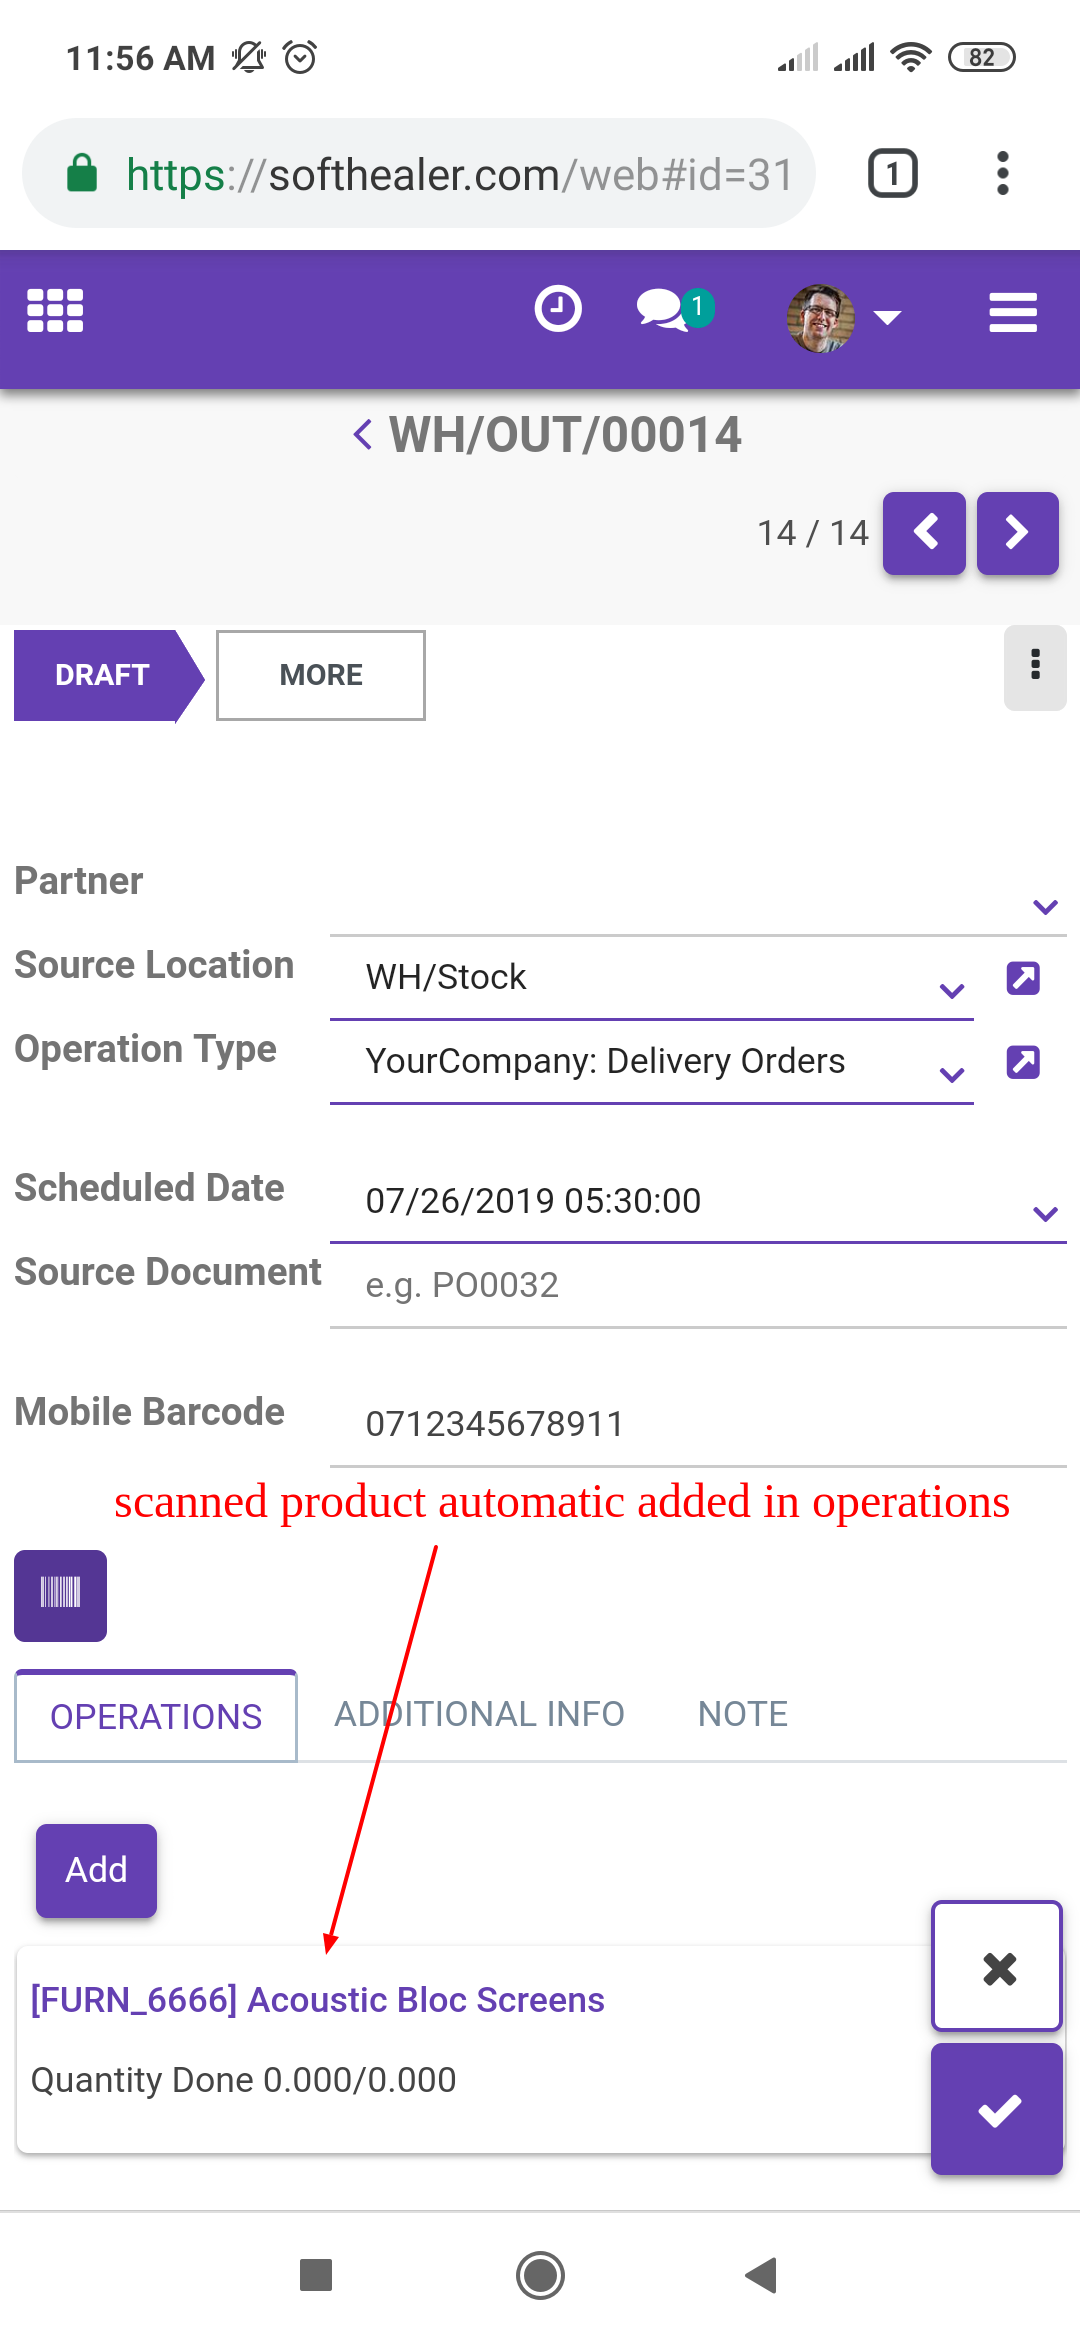 11:56 AM
82
https://softhealer.com/web#id=31
1
1
WH/OUT/00014
14 / 14
DRAFT
MORE
Partner
Source Location
WH/Stock
Operation Type
YourCompany: Delivery Orders
Scheduled Date
07/26/2019 05:30:00
Source Document
e.g. PO0032
Mobile Barcode
0712345678911
scanned product automatic added in operations
OPERATIONS
ADDITIONAL INFO
NOTE
Add
[FURN_6666] Acoustic Bloc Screens
Quantity Done 0.000/0.000